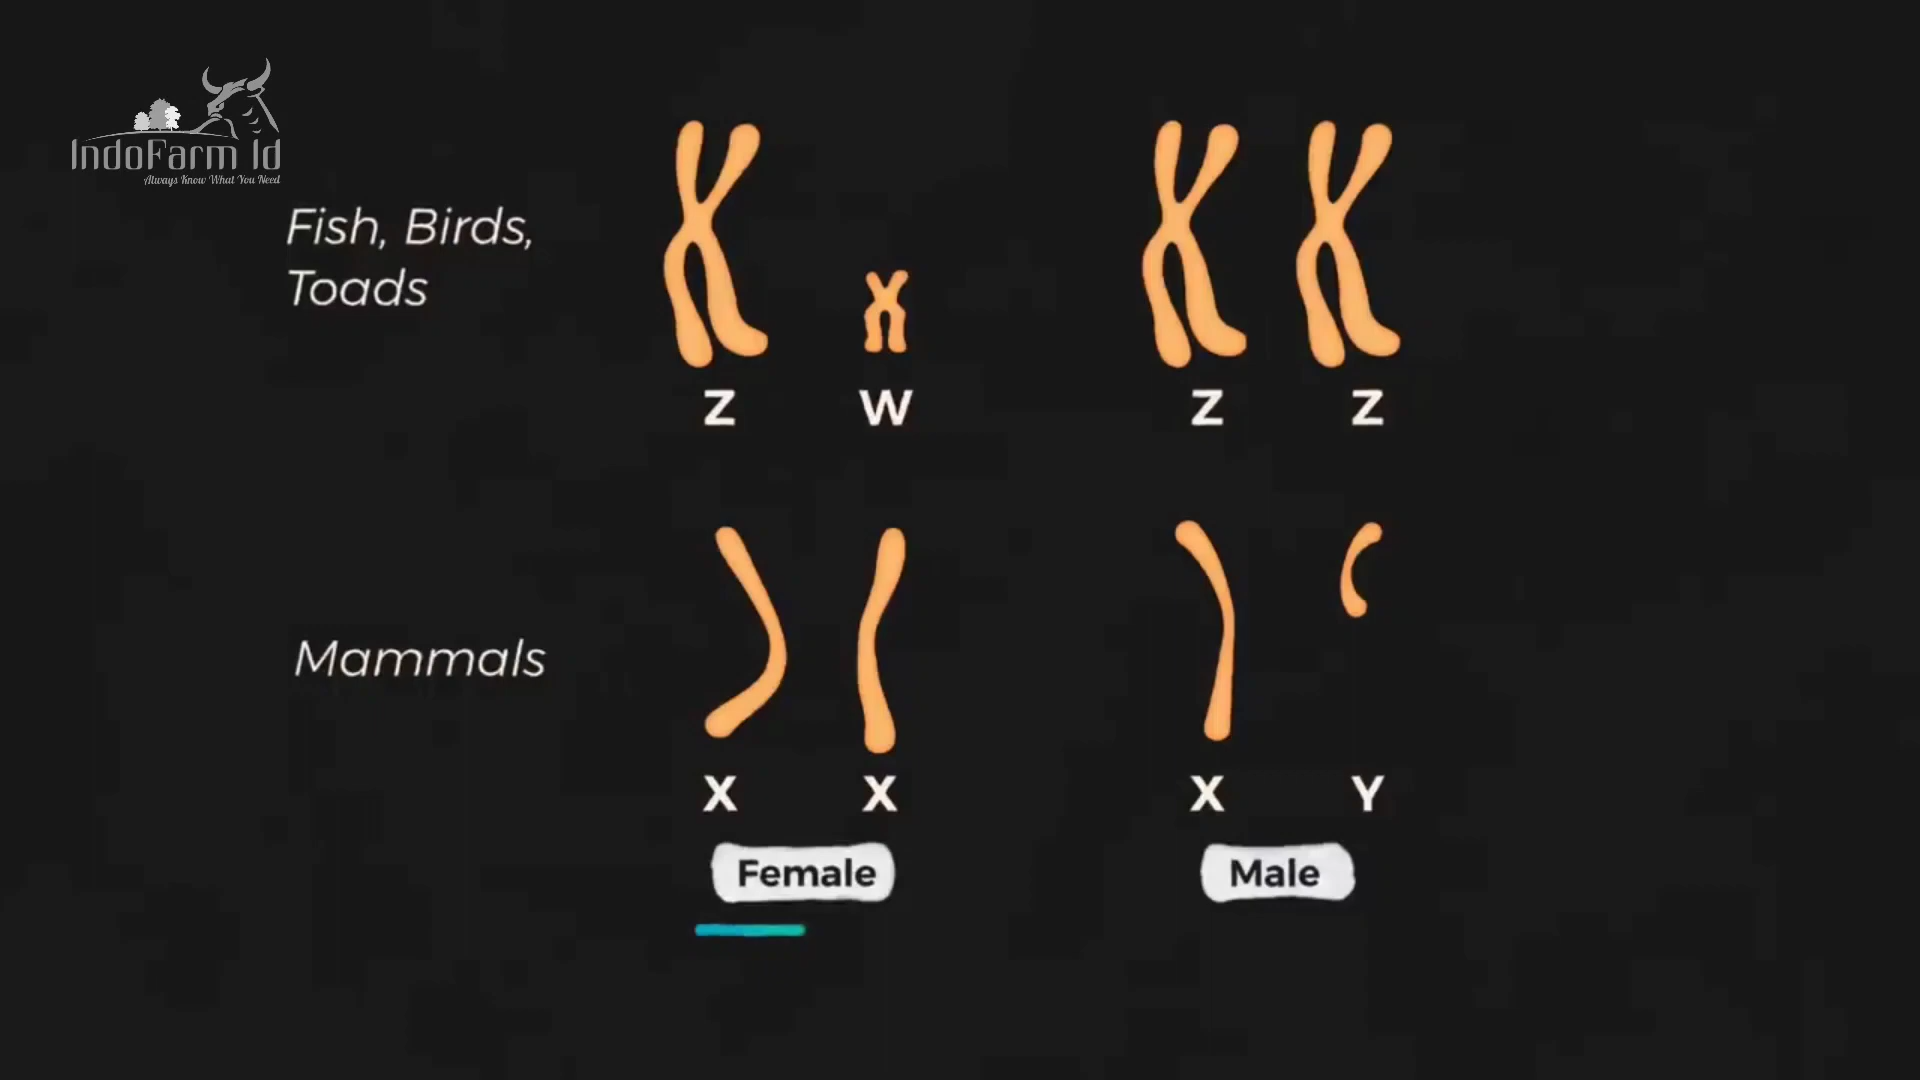 IndoFarm Id
Always Know What You Need
Fish, Birds,
Toads
Z W Z Z
Mammals
X X X Y
Female Male